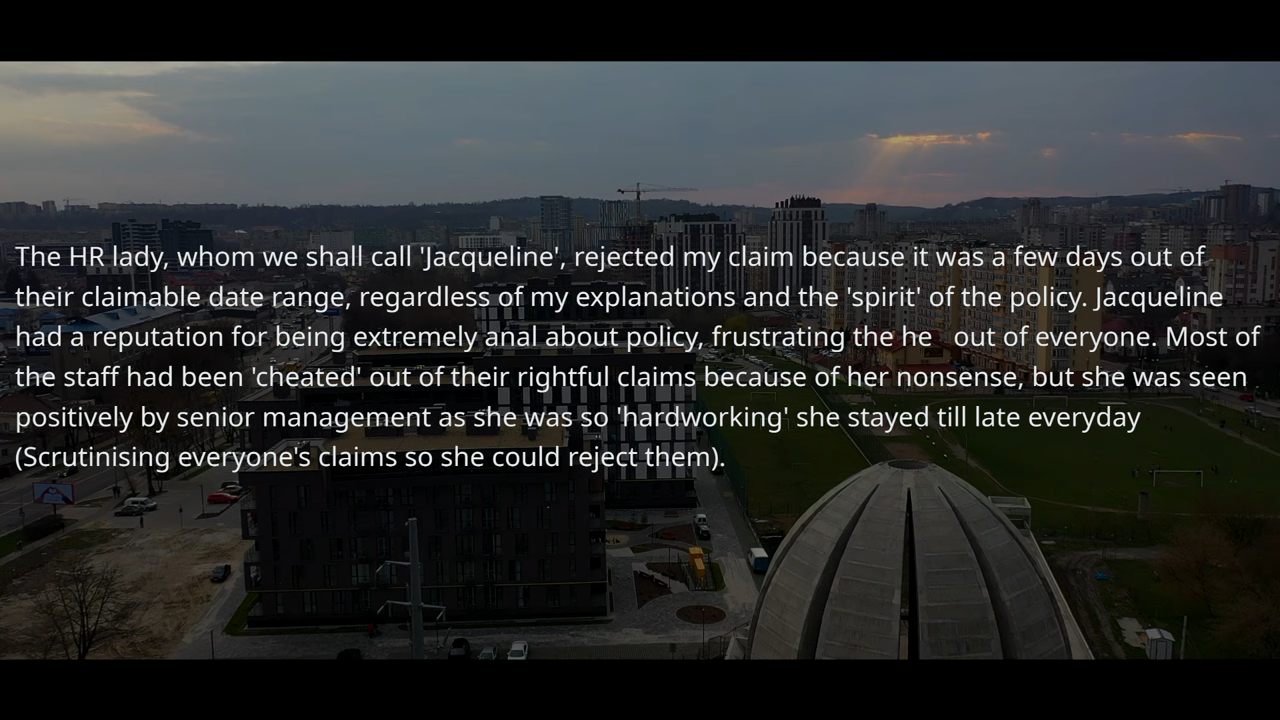 The HR lady, whom we shall call 'Jacqueline', rejected my claim because it was a few days out of
their claimable date range, regardless of my explanations and the 'spirit' of the policy. Jacqueline
had a reputation for being extremely anal about policy, frustrating the he out of everyone. Most of
the staff had been 'cheated' out of their rightful claims because of her nonsense, but she was seen
positively by senior management as she was so 'hardworking' she stayed till late everyday
(Scrutinising everyone's claims so she could reject them).